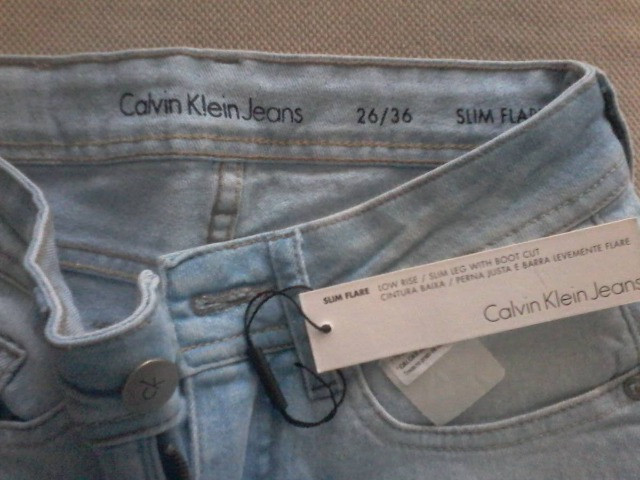 Calvin Klein Jeans 26/36 SLIM FLARE
SLIM FLARE LOW RISE / SLIM LEG WITH BOOT CUT
CINTURA BAIXA / PERNA JUSTA E BARRA LEVEMENTE FLARE
Calvin Klein Jeans